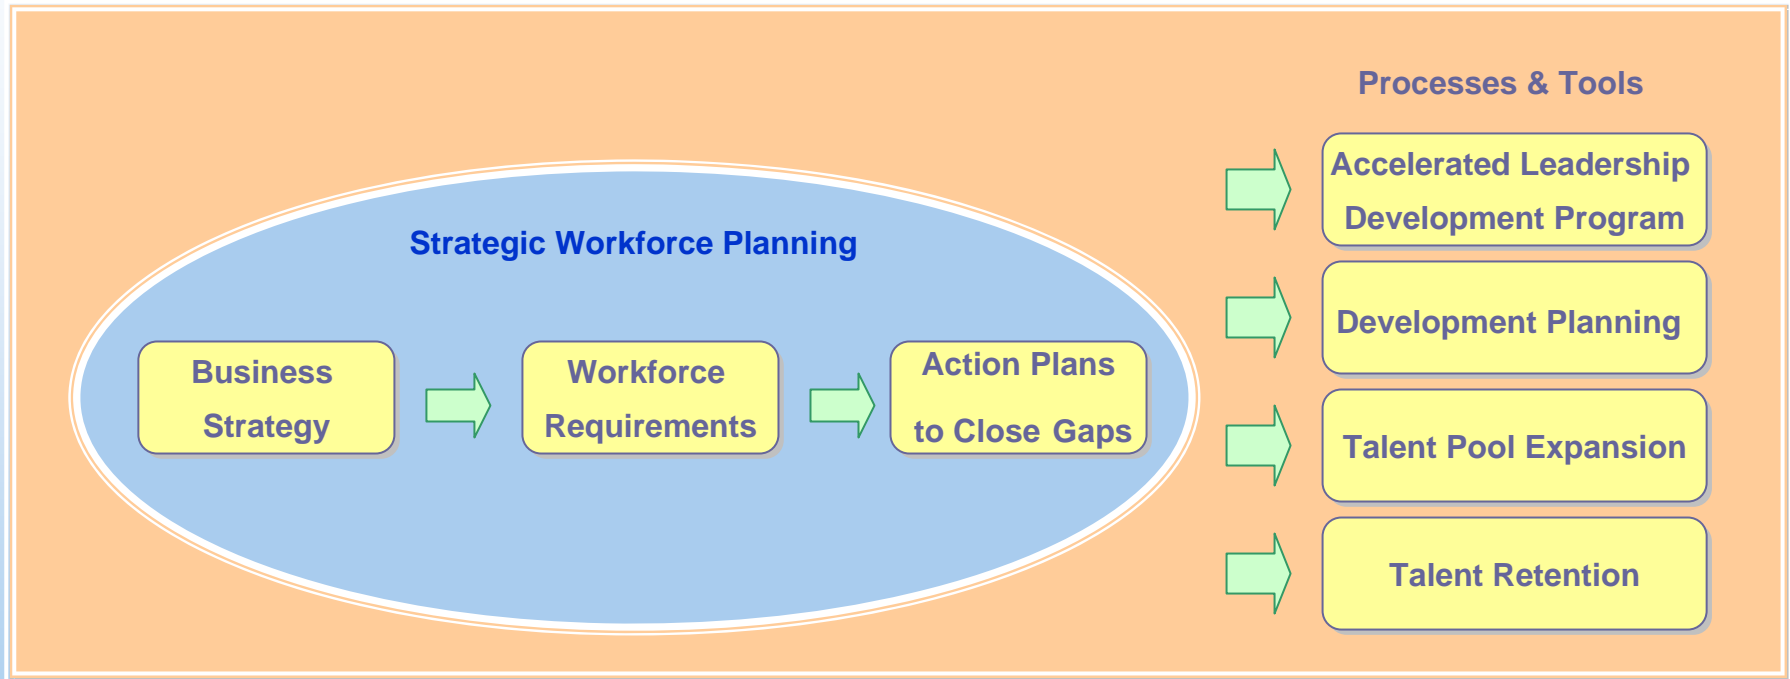 Processes & Tools
Accelerated Leadership
Development Program
Strategic Workforce Planning
Development Planning
Business
Strategy
Workforce
Requirements
Action Plans
to Close Gaps
Talent Pool Expansion
Talent Retention